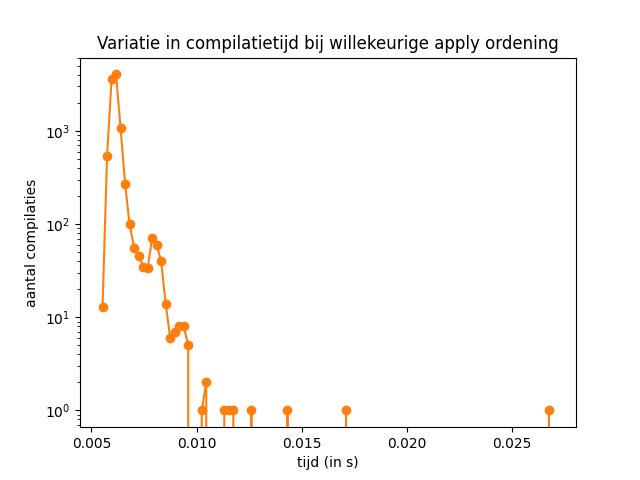 Variatie in compilatietijd bij willekeurige apply ordening
aantal compilaties
10³
10²
10¹
10⁰
0.005 0.010 0.015 0.020 0.025
tijd (in s)